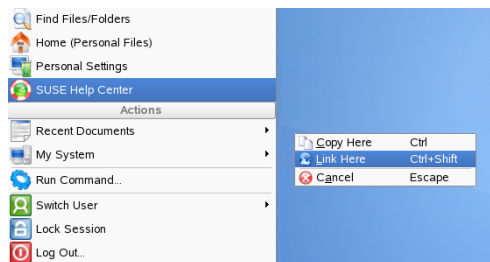 Find Files/Folders
Home (Personal Files)
Personal Settings
SUSE Help Center
Actions
Recent Documents
My System
Run Command...
Switch User
Lock Session
Log Out...
Copy Here Ctrl
Link Here Ctrl+Shift
Cancel Escape